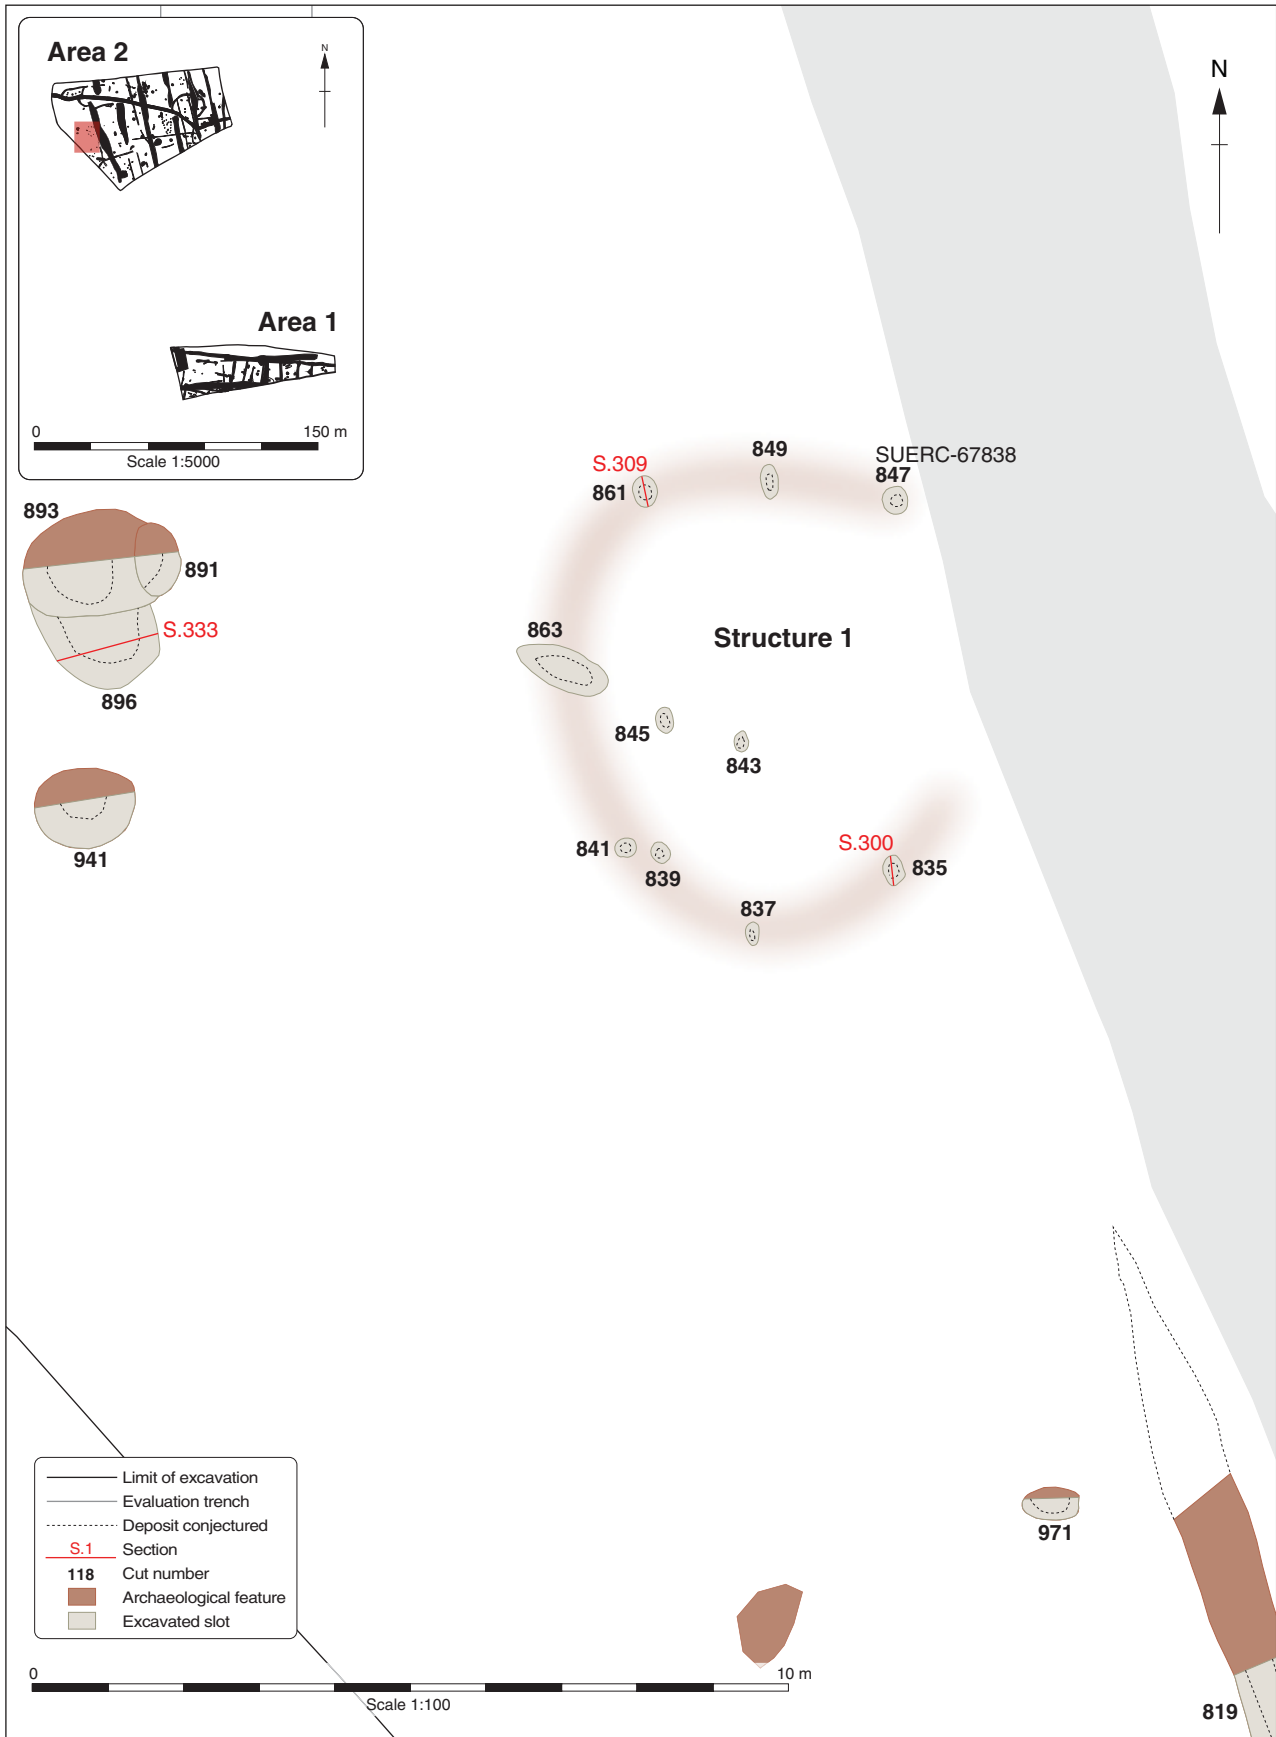 Area 2
N
Area 1
0 150 m
Scale 1:5000
N
893
891
S.333
896
941
S.309
861
849
SUERC-67838
847
863
Structure 1
845
843
841
839
S.300
835
837
Limit of excavation
Evaluation trench
Deposit conjectured
S.1 Section
118 Cut number
Archaeological feature
Excavated slot
971
0 10 m
Scale 1:100
819